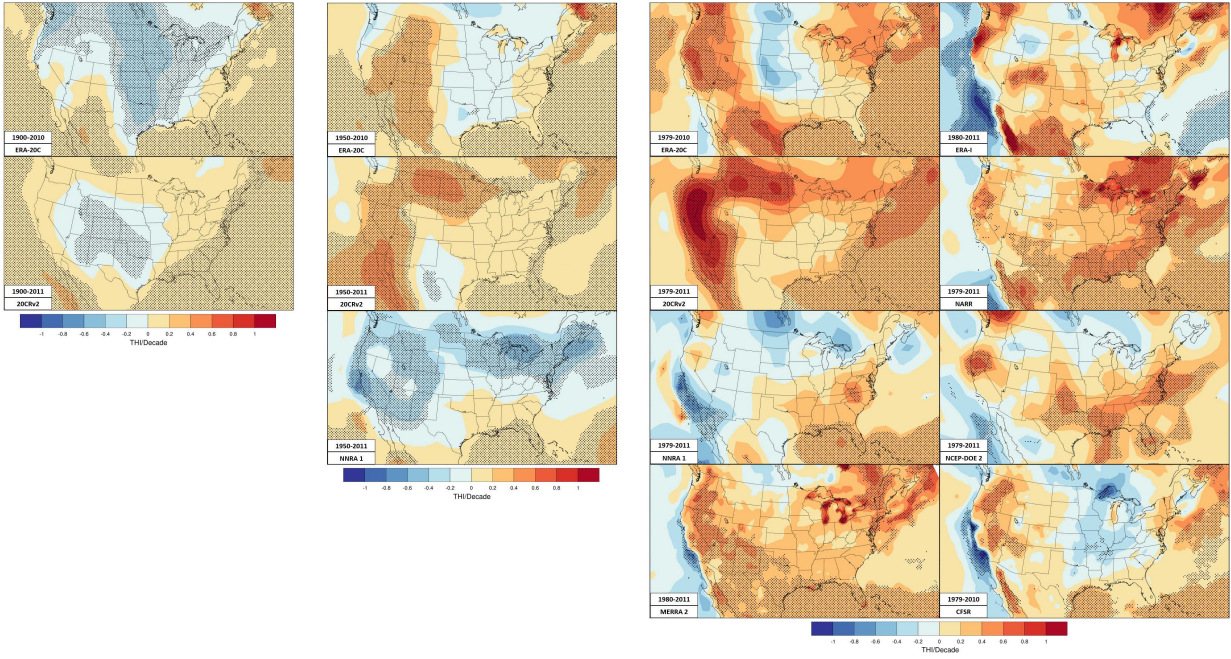 1900-2010
ERA-20C
1950-2010
ERA-20C
1979-2010
ERA-20C
1980-2011
ERA-I
1900-2011
20CRv2
1950-2011
20CRv2
1979-2011
20CRv2
1979-2011
NARR
-1 -0.8 -0.6 -0.4 -0.2 0 0.2 0.4 0.6 0.8 1
THI/Decade
1950-2011
NNRA 1
1979-2011
NNRA 1
1979-2011
NCEP-DOE 2
-1 -0.8 -0.6 -0.4 -0.2 0 0.2 0.4 0.6 0.8 1
THI/Decade
1980-2011
MERRA 2
1979-2010
CFSR
-1 -0.8 -0.6 -0.4 -0.2 0 0.2 0.4 0.6 0.8 1
THI/Decade